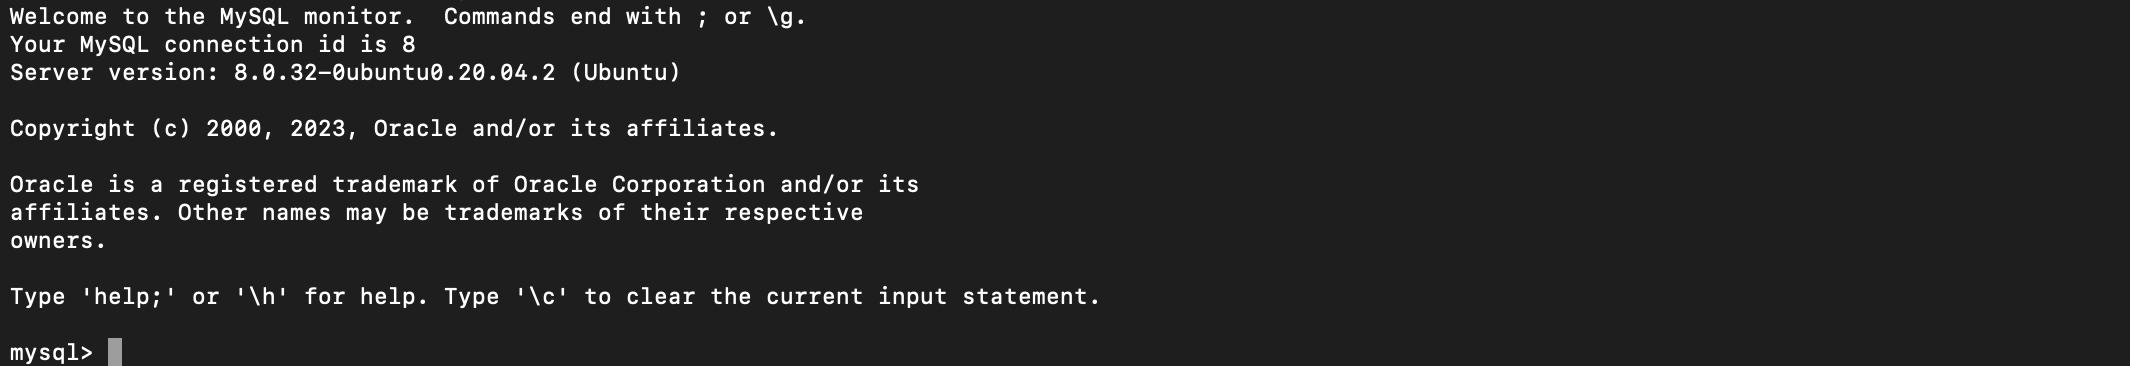 Welcome to the MySQL monitor.  Commands end with ; or \g.
Your MySQL connection id is 8
Server version: 8.0.32-0ubuntu0.20.04.2 (Ubuntu)
Copyright (c) 2000, 2023, Oracle and/or its affiliates.
Oracle is a registered trademark of Oracle Corporation and/or its
affiliates. Other names may be trademarks of their respective
owners.
Type 'help;' or '\h' for help. Type '\c' to clear the current input statement.
mysql>